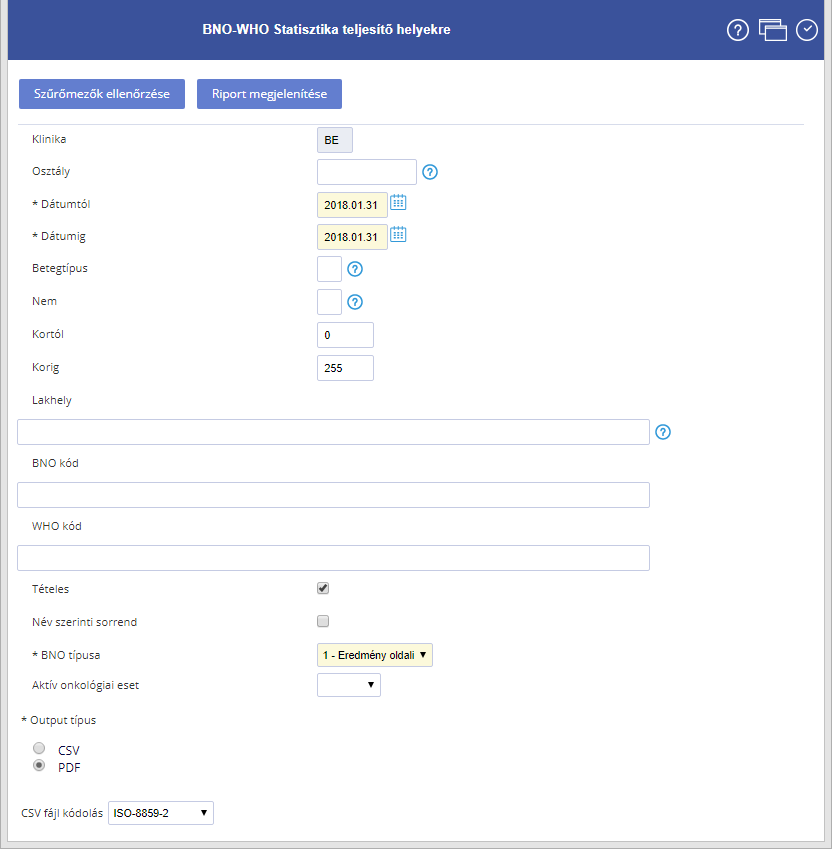 BNO-WHO Statisztika teljesítő helyekre
Szűrőmezők ellenőrzése Riport megjelenítése
Klinika BE
Osztály
* Dátumtól 2018.01.31
* Dátumig 2018.01.31
Betegtípus
Nem
Kortól 0
Korig 255
Lakhely
BNO kód
WHO kód
Tételes
Név szerinti sorrend
* BNO típusa 1 - Eredmény oldali
Aktív onkológiai eset
* Output típus
CSV
PDF
CSV fájl kódolás ISO-8859-2